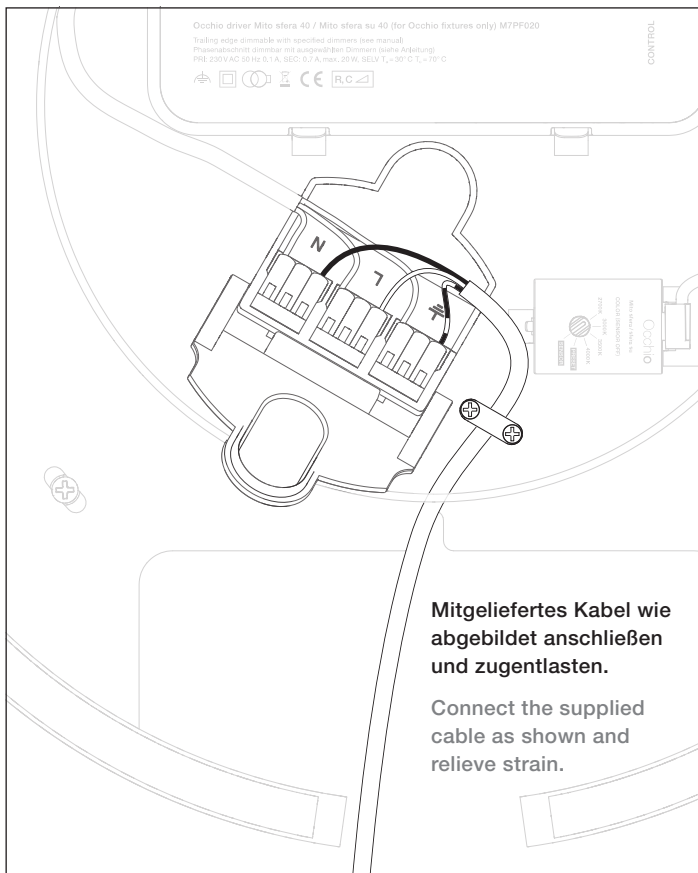 Occhio driver Mito sfera 40 / Mito sfera su 40 (for Occhio fixtures only) M7PF020
Trailing edge dimmable with specified dimmers (see manual)
Phasenabschnitt dimmbar mit ausgewählten Dimmern (siehe Anleitung)
R,C
CONTROL
N
L
Occhio
Mitgeliefertes Kabel wie
abgebildet anschließen
und zugentlasten.
Connect the supplied
cable as shown and
relieve strain.